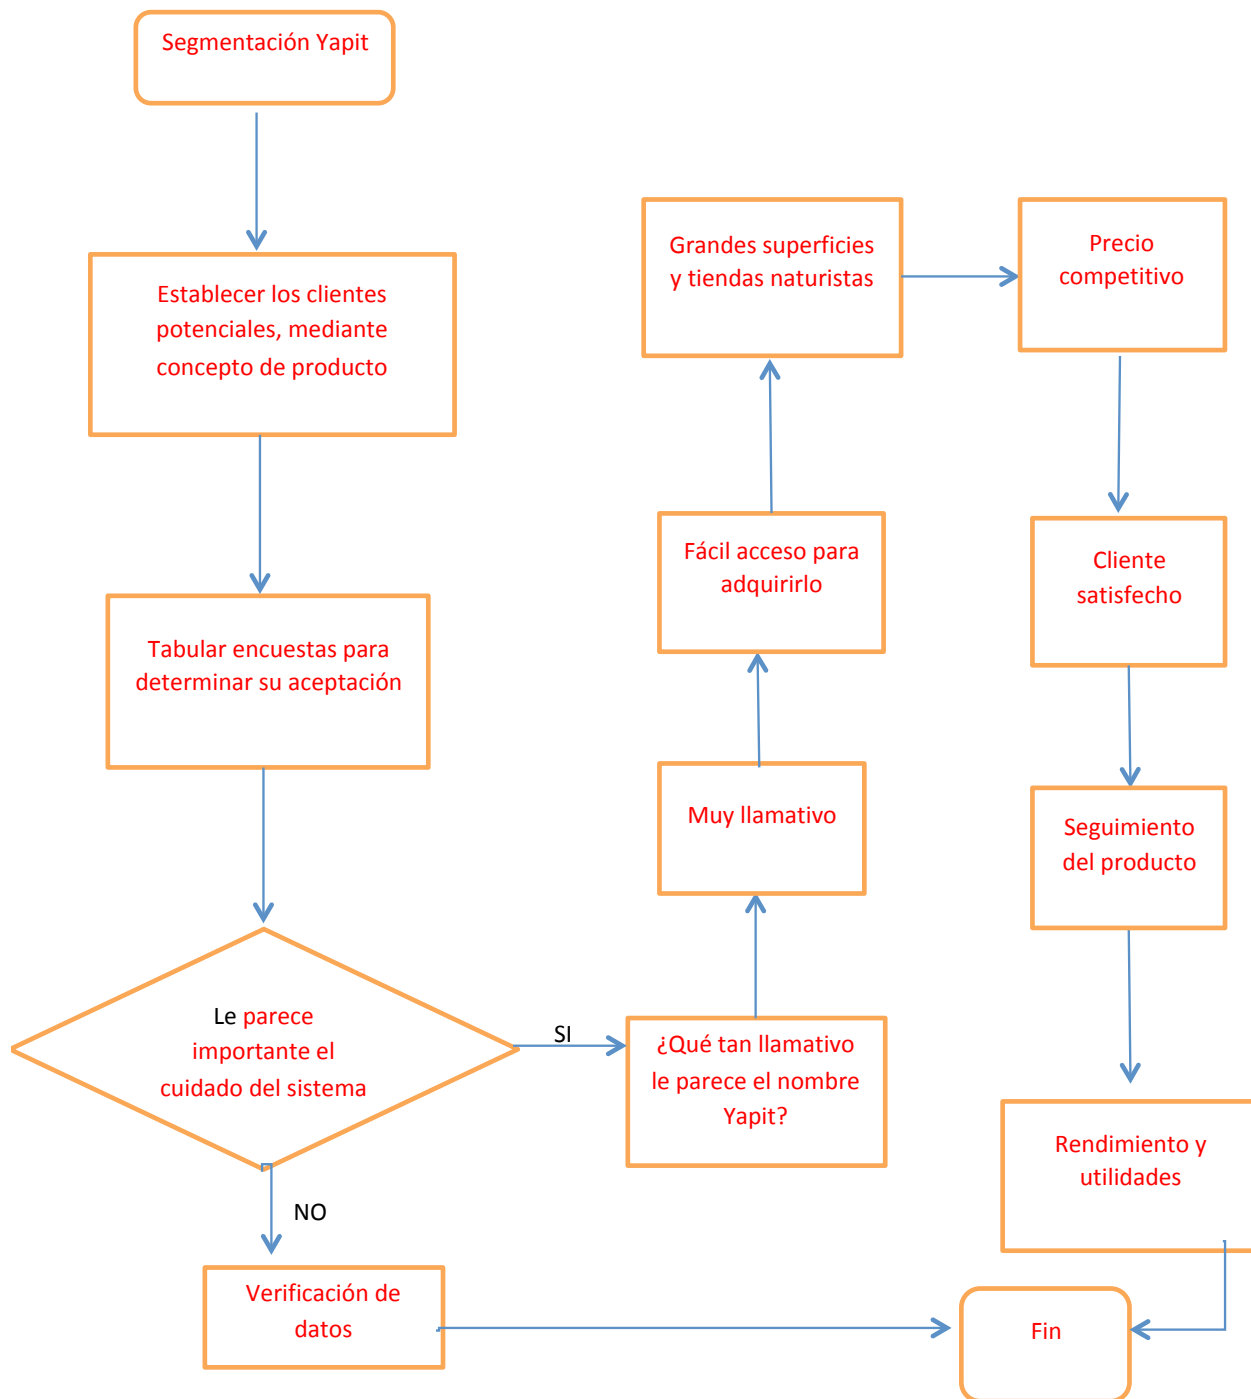 Segmentación Yapit
Establecer los clientes
potenciales, mediante
concepto de producto
Tabular encuestas para
determinar su aceptación
Le parece
importante el
cuidado del sistema
SI
NO
Verificación de
datos
¿Qué tan llamativo
le parece el nombre
Yapit?
Muy llamativo
Fácil acceso para
adquirirlo
Grandes superficies
y tiendas naturistas
Precio
competitivo
Cliente
satisfecho
Seguimiento
del producto
Rendimiento y
utilidades
Fin